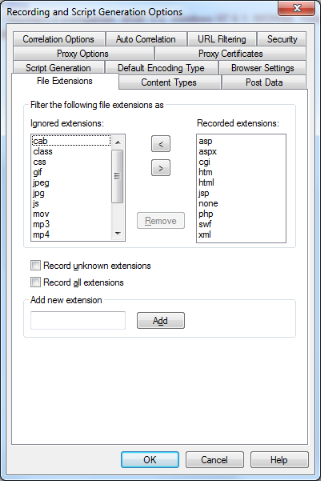 Recording and Script Generation Options
Correlation Options Auto Correlation URL Filtering Security
Proxy Options Proxy Certificates
Script Generation Default Encoding Type Browser Settings
File Extensions Content Types Post Data
Filter the following file extensions as
Ignored extensions: Recorded extensions:
cab
class
css
gif
jpeg
jpg
js
mov
mp3
mp4
<
>
Remove
asp
aspx
cgi
htm
html
jsp
none
php
swf
xml
Record unknown extensions
Record all extensions
Add new extension
Add
OK Cancel Help